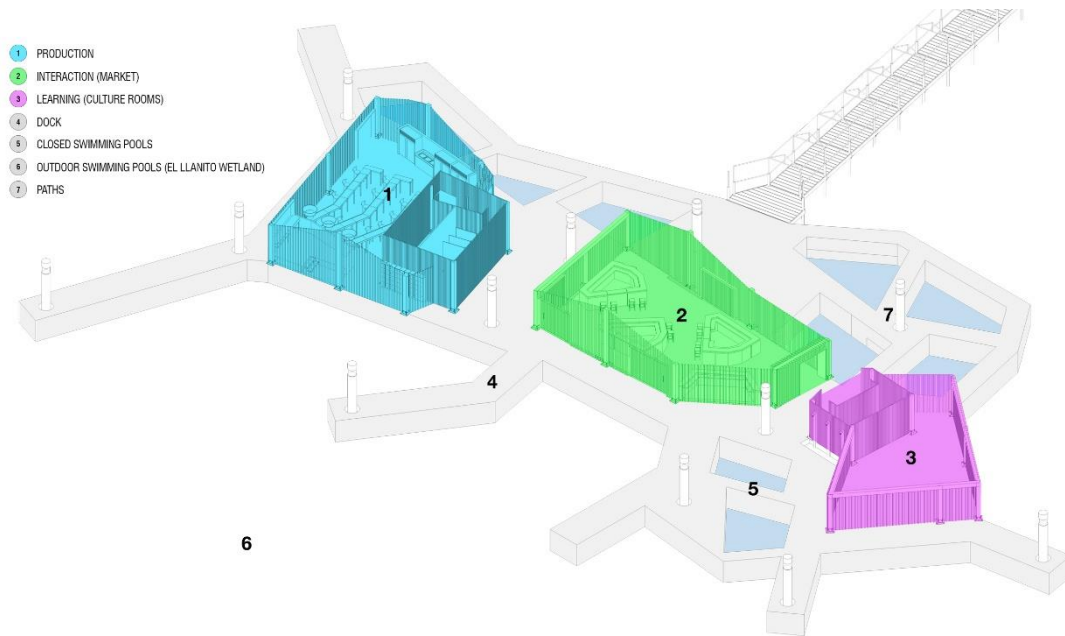 1 PRODUCTION
2 INTERACTION (MARKET)
3 LEARNING (CULTURE ROOMS)
4 DOCK
5 CLOSED SWIMMING POOLS
6 OUTDOOR SWIMMING POOLS (EL LLANITO WETLAND)
7 PATHS
1
2
7
4
3
5
6